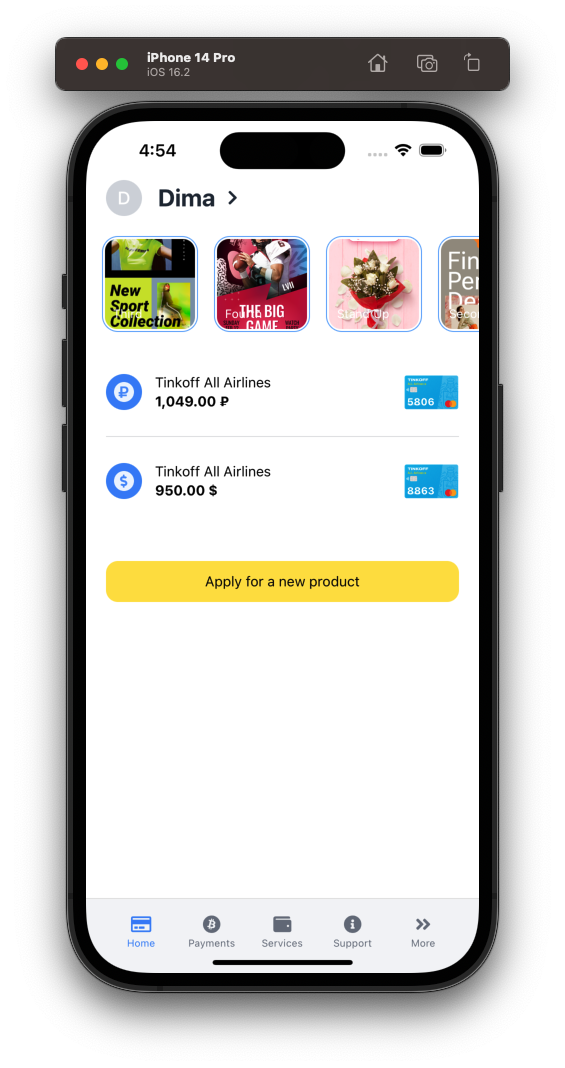 iPhone 14 Pro
iOS 16.2
4:54
D
Dima
New
Sport
Collection
LVII
THE BIG
GAME
Stand Up
Fin
Per
De
Secon
Tinkoff All Airlines
1,049.00 ₽
TINKOFF
5806
Tinkoff All Airlines
950.00 $
TINKOFF
8863
Apply for a new product
Home
Payments
Services
Support
More